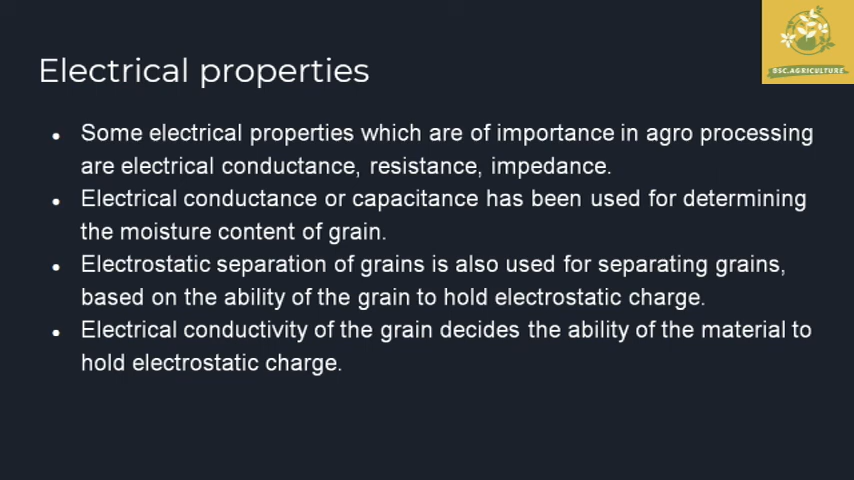 Electrical properties
BSC.AGRICULTURE
• Some electrical properties which are of importance in agro processing
are electrical conductance, resistance, impedance.
• Electrical conductance or capacitance has been used for determining
the moisture content of grain.
• Electrostatic separation of grains is also used for separating grains,
based on the ability of the grain to hold electrostatic charge.
• Electrical conductivity of the grain decides the ability of the material to
hold electrostatic charge.